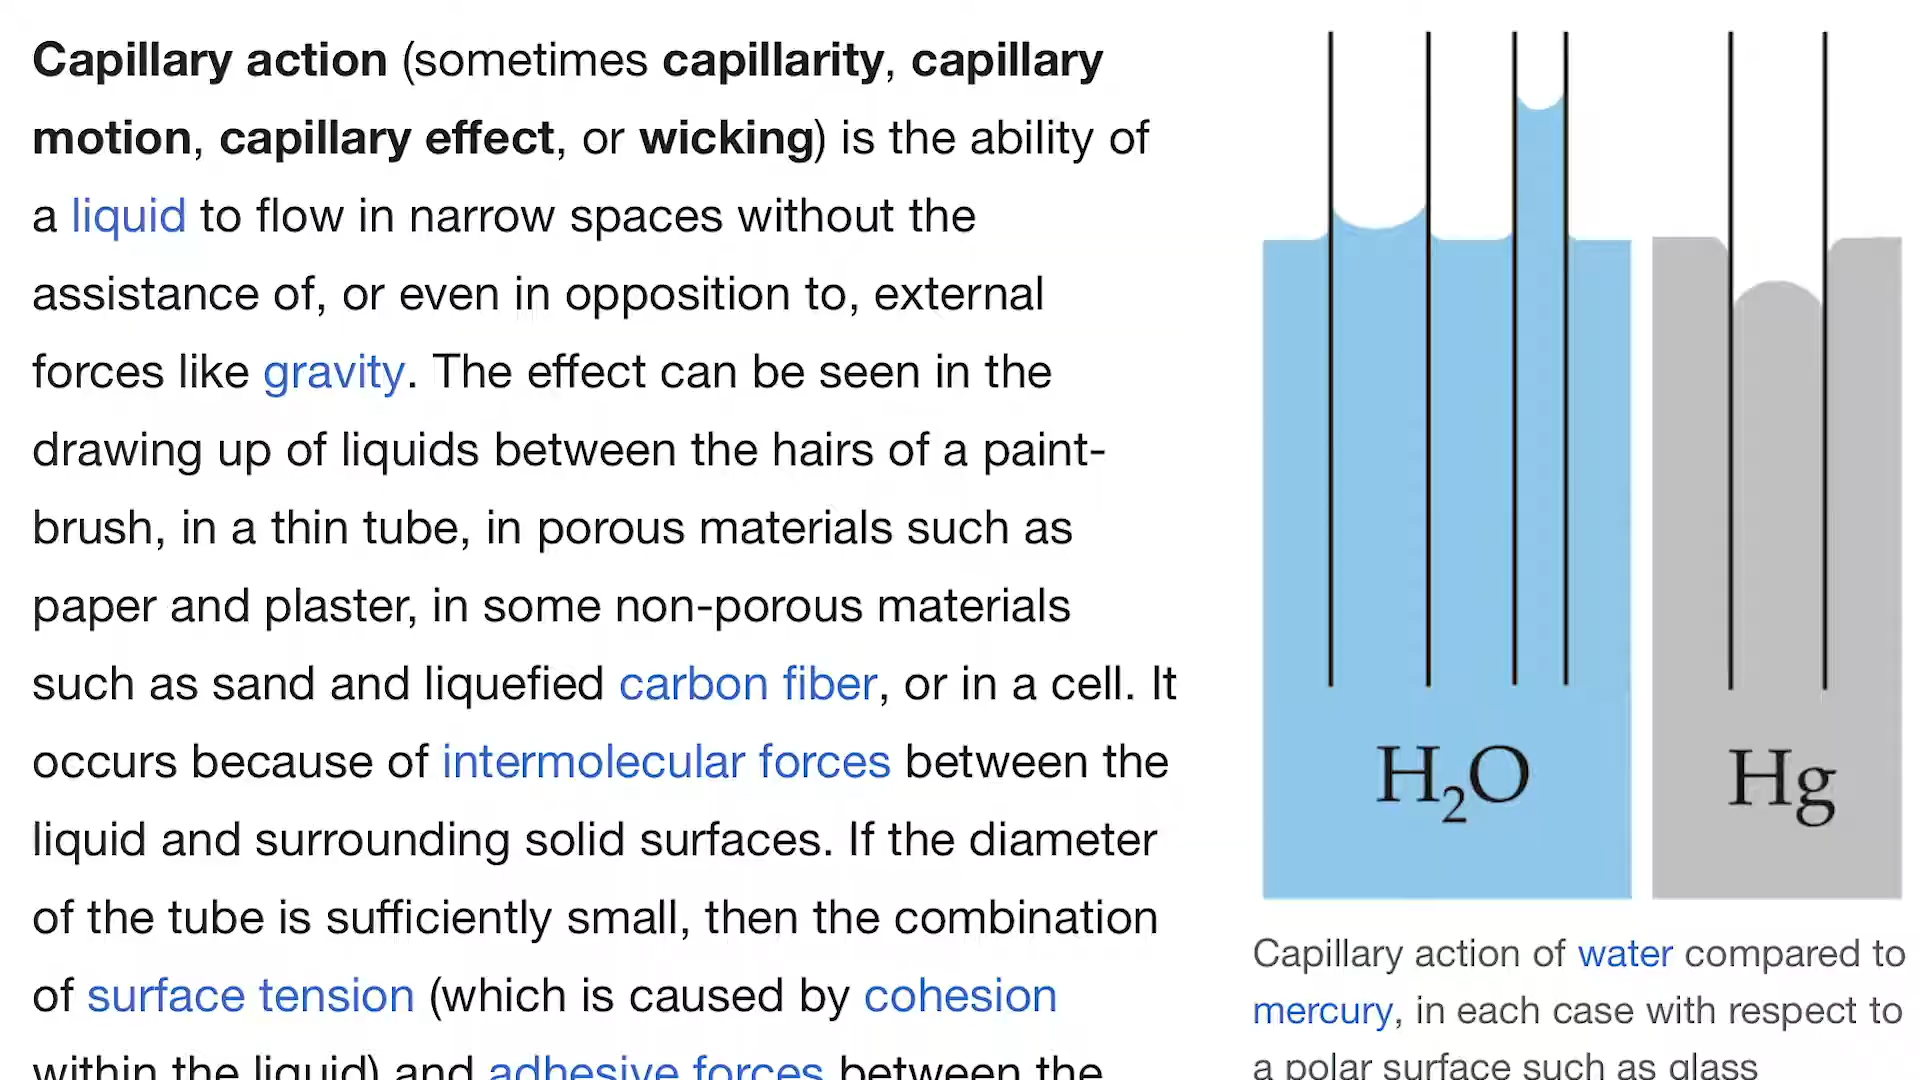 Capillary action (sometimes capillarity, capillary
motion, capillary effect, or wicking) is the ability of
a liquid to flow in narrow spaces without the
assistance of, or even in opposition to, external
forces like gravity. The effect can be seen in the
drawing up of liquids between the hairs of a paint-
brush, in a thin tube, in porous materials such as
paper and plaster, in some non-porous materials
such as sand and liquefied carbon fiber, or in a cell. It
occurs because of intermolecular forces between the
liquid and surrounding solid surfaces. If the diameter
of the tube is sufficiently small, then the combination
of surface tension (which is caused by cohesion
within the liquid) and adhesive forces between the
H₂O
Hg
Capillary action of water compared to
mercury, in each case with respect to
a polar surface such as glass